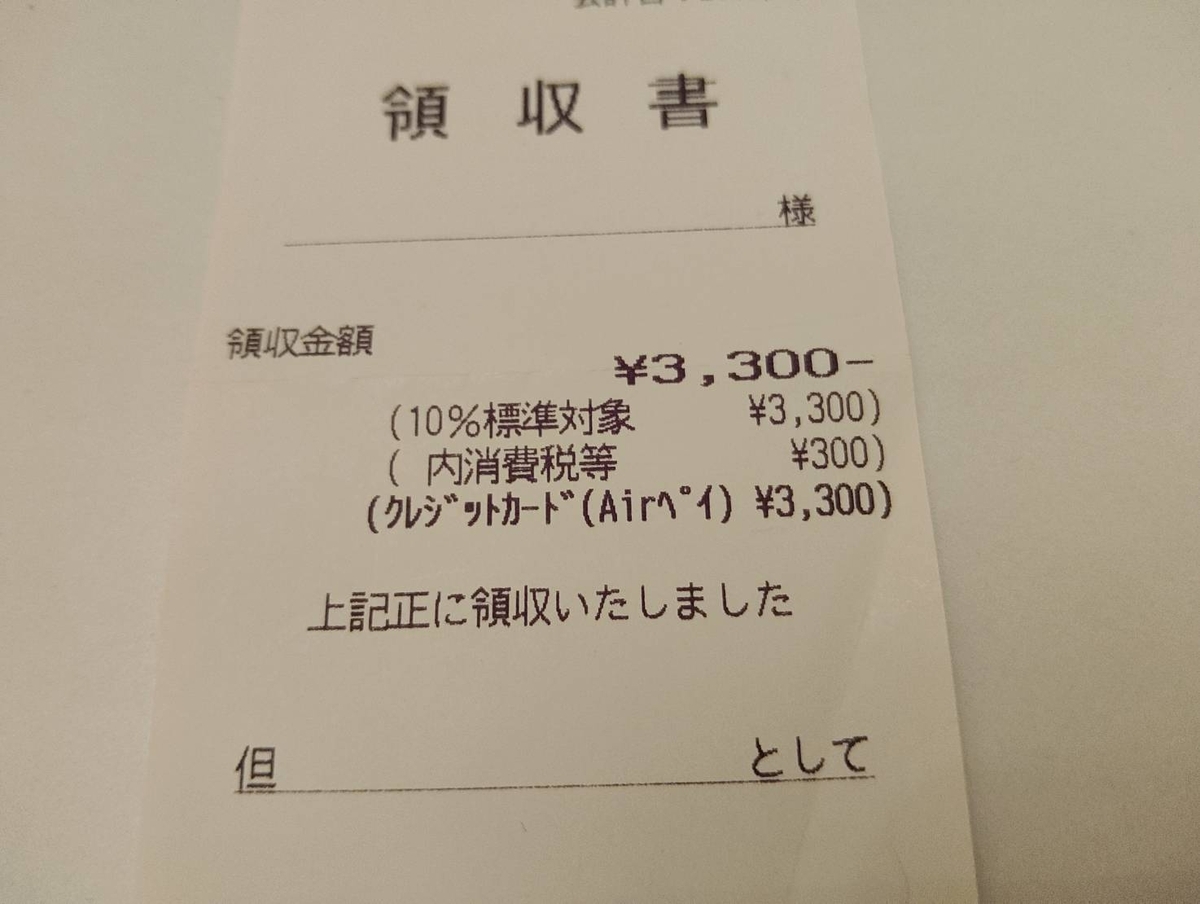 領 収 書
様
領収金額
¥3,300-
(10%標準対象 ¥3,300)
( 内消費税等 ¥300)
(ｸﾚｼﾞｯﾄｶｰﾄﾞ(Airﾍﾟｲ) ¥3,300)
上記正に領収いたしました
但 として